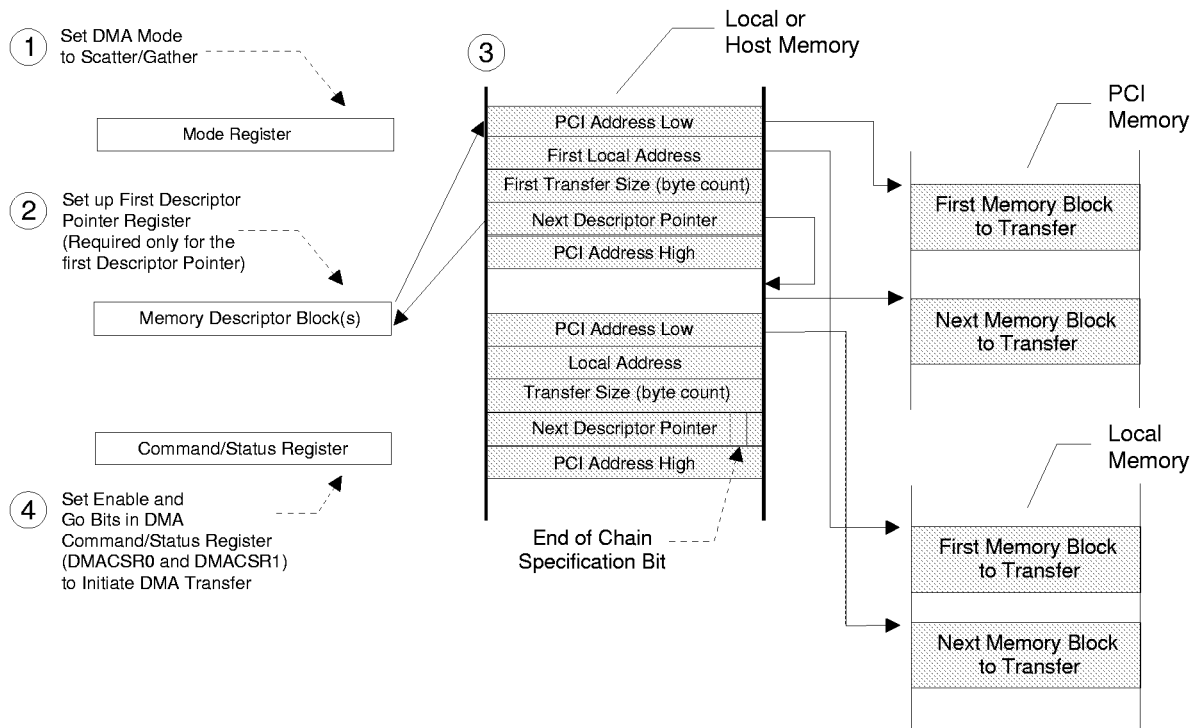 1
Set DMA Mode
to Scatter/Gather
Mode Register
2
Set up First Descriptor
Pointer Register
(Required only for the
first Descriptor Pointer)
Memory Descriptor Block(s)
Command/Status Register
4
Set Enable and
Go Bits in DMA
Command/Status Register
(DMACSR0 and DMACSR1)
to Initiate DMA Transfer
3
Local or
Host Memory
PCI Address Low
First Local Address
First Transfer Size (byte count)
Next Descriptor Pointer
PCI Address High
PCI Address Low
Local Address
Transfer Size (byte count)
Next Descriptor Pointer
PCI Address High
End of Chain
Specification Bit
PCI
Memory
First Memory Block
to Transfer
Next Memory Block
to Transfer
Local
Memory
First Memory Block
to Transfer
Next Memory Block
to Transfer